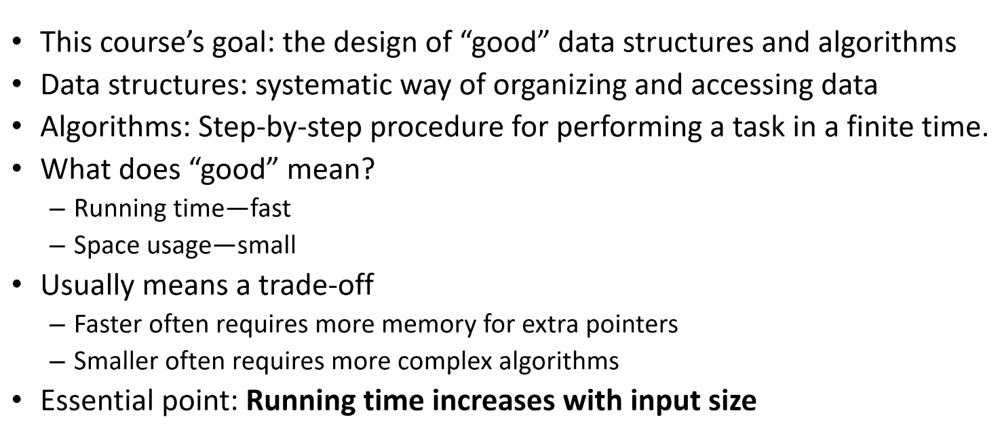 • This course’s goal: the design of “good” data structures and algorithms
• Data structures: systematic way of organizing and accessing data
• Algorithms: Step-by-step procedure for performing a task in a finite time.
• What does “good” mean?
– Running time—fast
– Space usage—small
• Usually means a trade-off
– Faster often requires more memory for extra pointers
– Smaller often requires more complex algorithms
• Essential point: Running time increases with input size